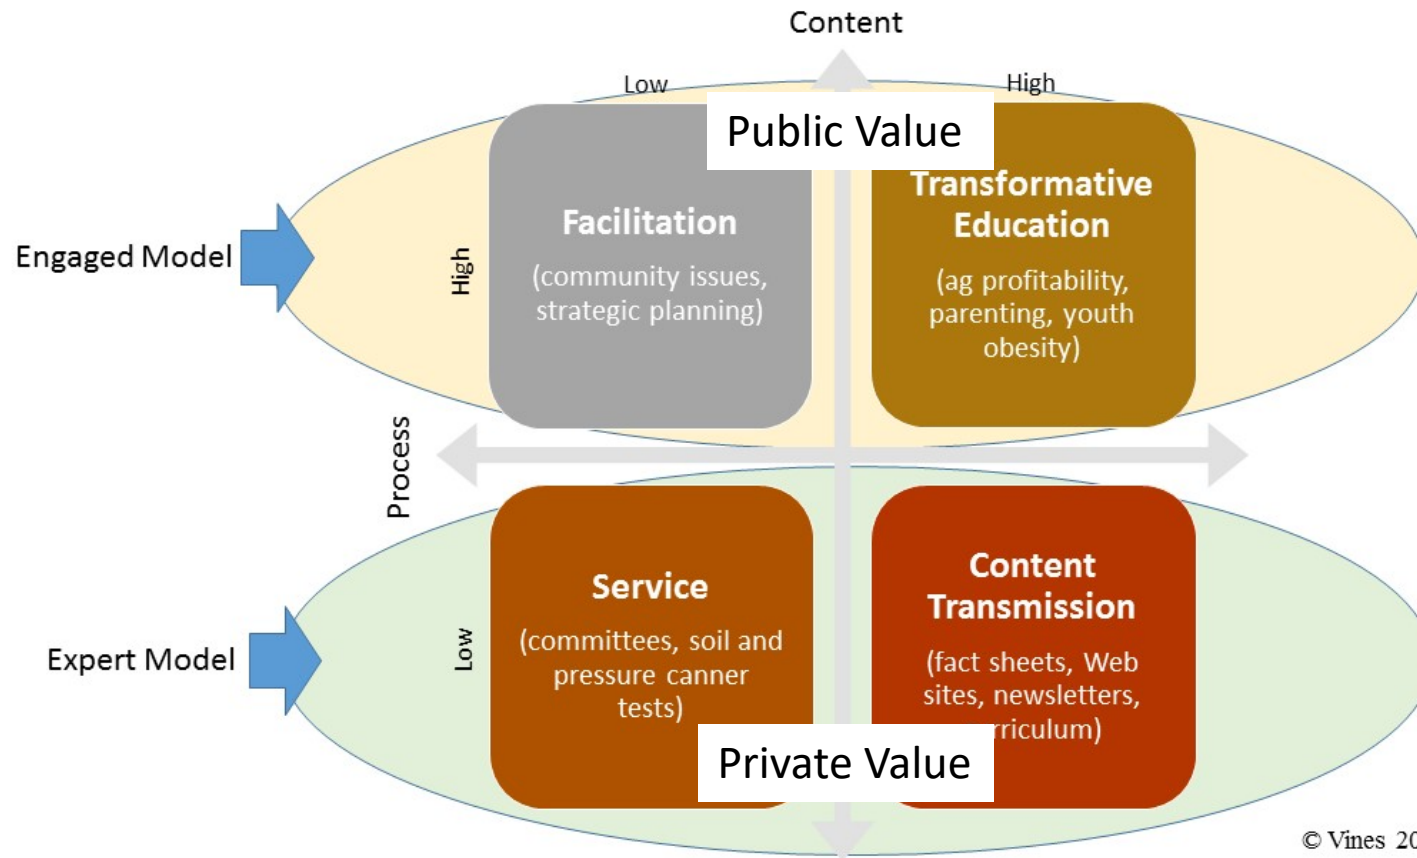 Content
Low
High
Public Value
Transformative
Education
(ag profitability,
parenting, youth
obesity)
Facilitation
(community issues,
strategic planning)
High
Engaged Model
Process
Service
(committees, soil and
pressure canner
tests)
Content
Transmission
(fact sheets, Web
sites, newsletters,
rriculum)
Low
Expert Model
Private Value
© Vines 20